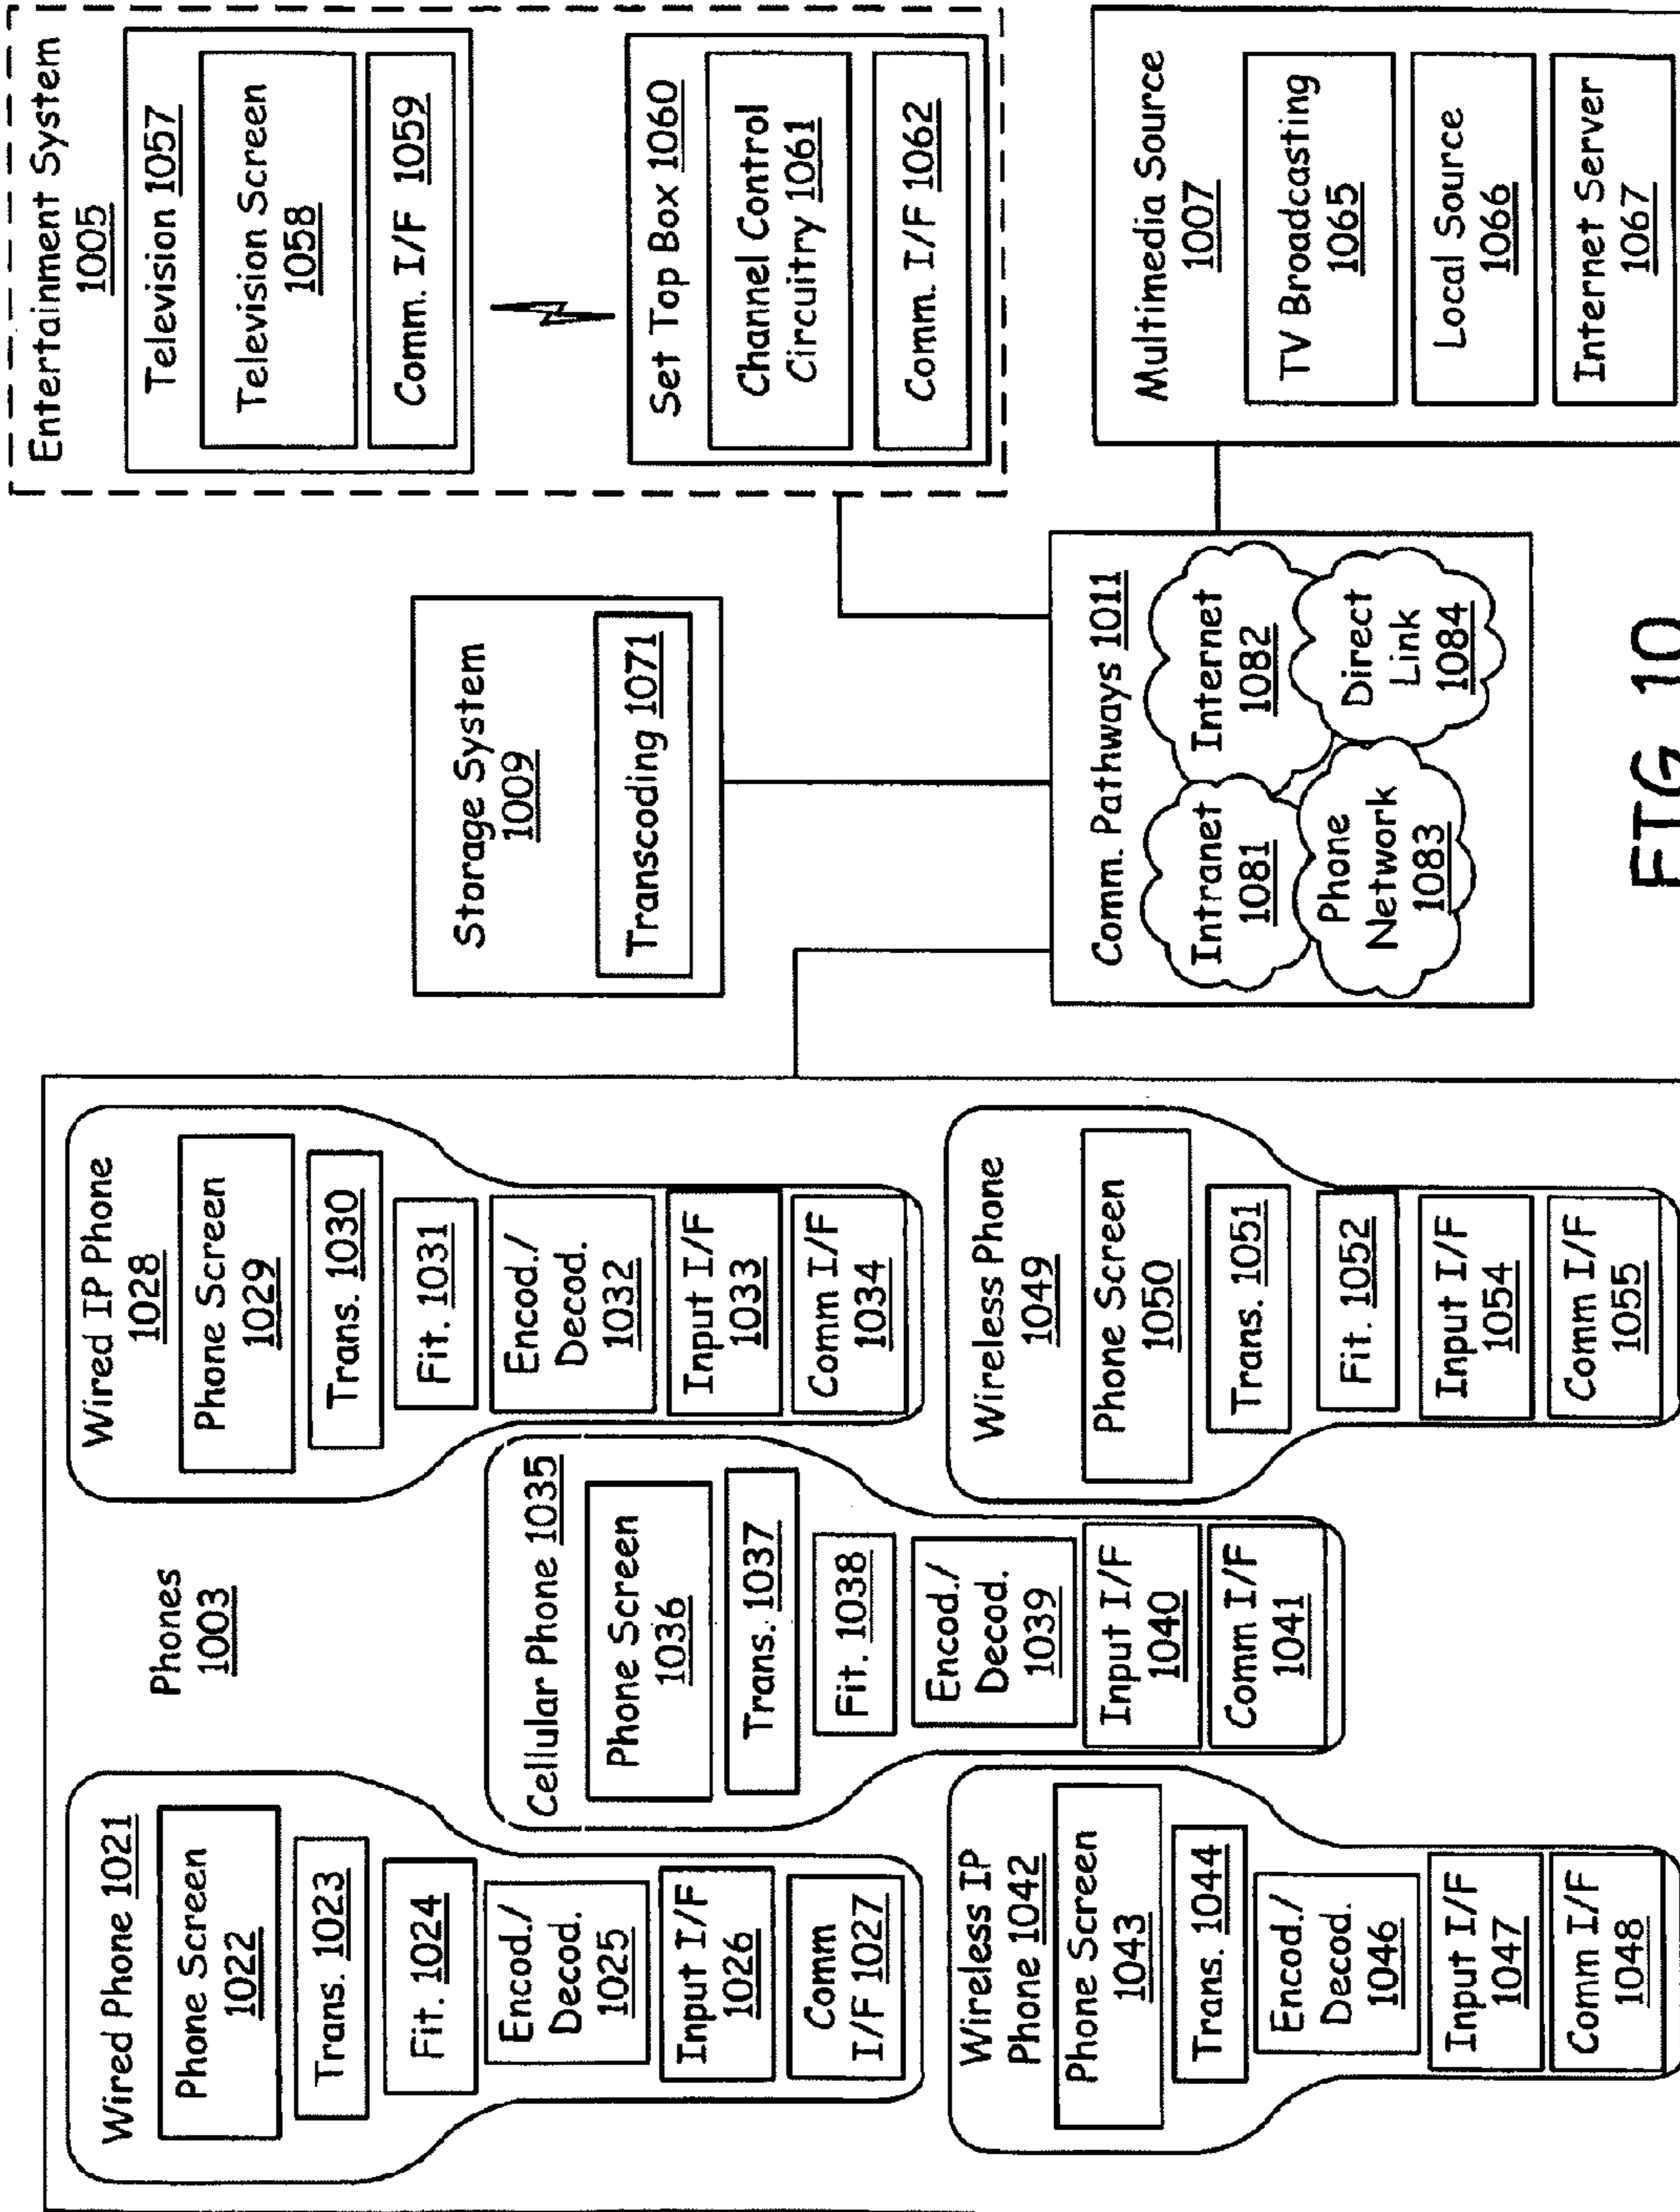 Phones
1003
Wired Phone 1021
Phone Screen
1022
Trans. 1023
Fit. 1024
Encod./
Decod.
1025
Input I/F
1026
Comm
I/F 1027
Cellular Phone 1035
Phone Screen
1036
Trans. 1037
Fit. 1038
Encod./
Decod.
1039
Input I/F
1040
Comm I/F
1041
Wired IP Phone
1028
Phone Screen
1029
Trans. 1030
Fit. 1031
Encod./
Decod.
1032
Input I/F
1033
Comm I/F
1034
Wireless IP
Phone 1042
Phone Screen
1043
Trans. 1044
Encod./
Decod.
1046
Input I/F
1047
Comm I/F
1048
Wireless Phone
1049
Phone Screen
1050
Trans. 1051
Fit. 1052
Input I/F
1054
Comm I/F
1055
Storage System
1009
Transcoding 1071
Comm. Pathways 1011
Intranet
1081
Internet
1082
Phone
Network
1083
Direct
Link
1084
Entertainment System
1005
Television 1057
Television Screen
1058
Comm. I/F 1059
Set Top Box 1060
Channel Control
Circuitry 1061
Comm. I/F 1062
Multimedia Source
1007
TV Broadcasting
1065
Local Source
1066
Internet Server
1067
FIG 10